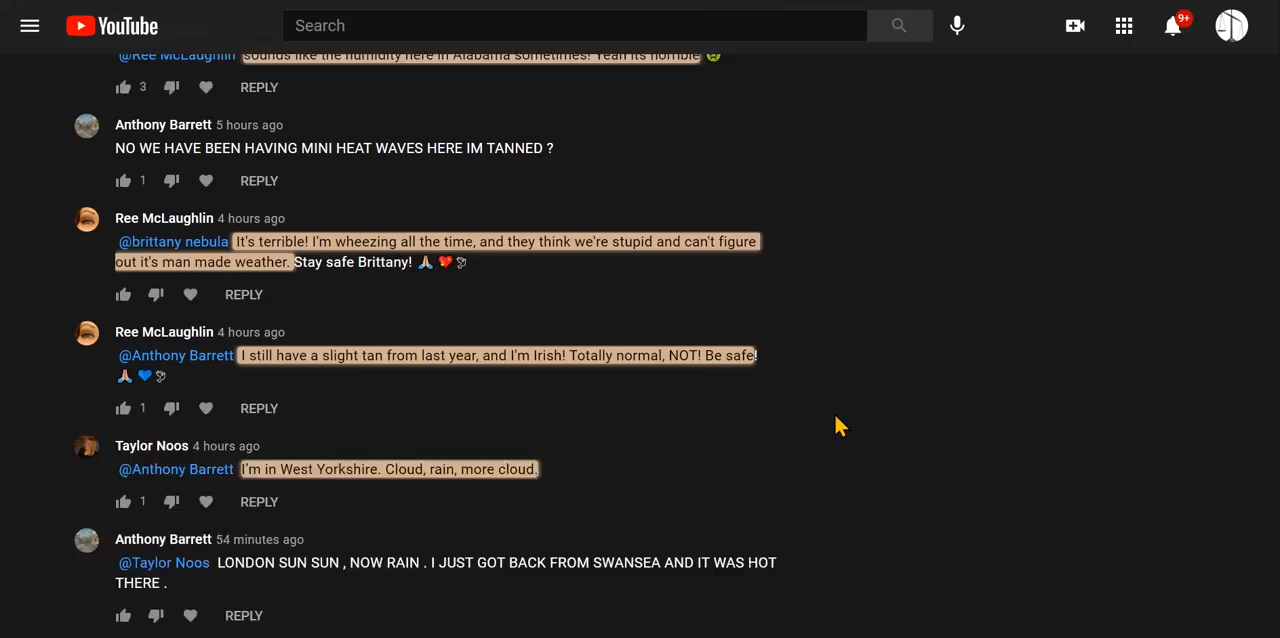 YouTube
Search
9+
@Ree McLaughlin sounds like the humidity here in Alabama sometimes! Yeah its horrible
3 REPLY
Anthony Barrett 5 hours ago
NO WE HAVE BEEN HAVING MINI HEAT WAVES HERE IM TANNED ?
1 REPLY
Ree McLaughlin 4 hours ago
@brittany nebula It's terrible! I'm wheezing all the time, and they think we're stupid and can't figure
out it's man made weather. Stay safe Brittany! 🙏🏼 💖 🕊
REPLY
Ree McLaughlin 4 hours ago
@Anthony Barrett I still have a slight tan from last year, and I'm Irish! Totally normal, NOT! Be safe!
🙏🏼 💙 🕊
1 REPLY
Taylor Noos 4 hours ago
@Anthony Barrett I'm in West Yorkshire. Cloud, rain, more cloud.
1 REPLY
Anthony Barrett 54 minutes ago
@Taylor Noos LONDON SUN SUN , NOW RAIN . I JUST GOT BACK FROM SWANSEA AND IT WAS HOT
THERE .
REPLY